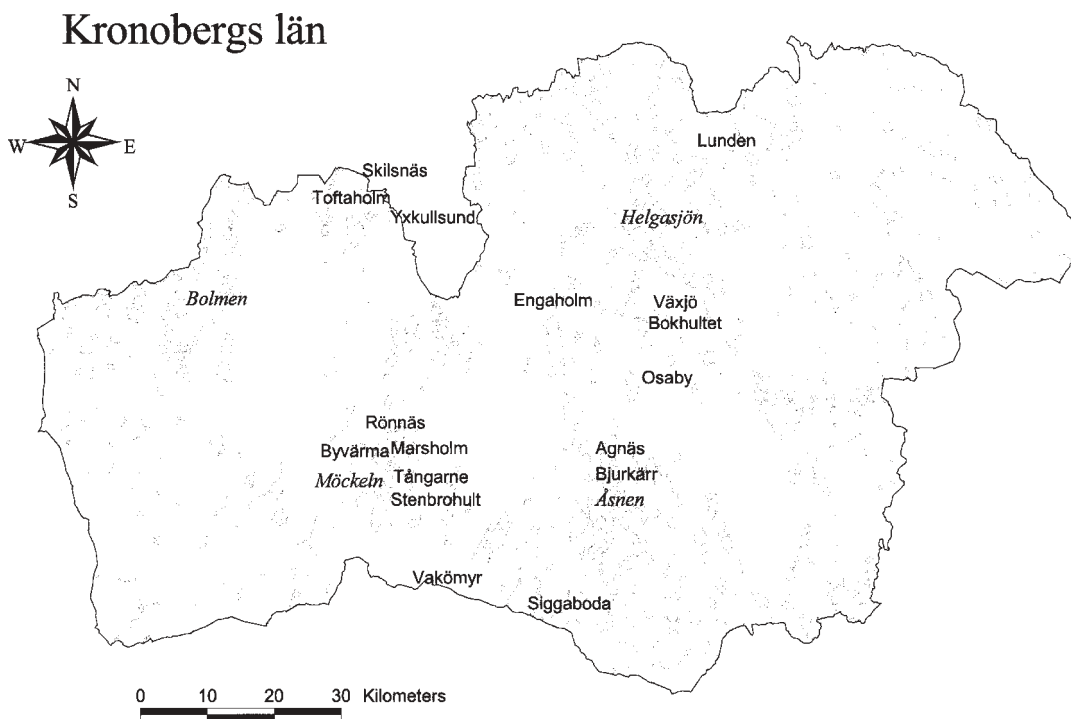 Kronobergs län
N
W E
S
Lunden
Skilsnäs
Toftaholm
Yxkullsund
Helgasjön
Bolmen
Engaholm
Växjö
Bokhultet
Osaby
Rönnäs
Byvärma
Marsholm
Agnäs
Möckeln
Tångarne
Bjurkärr
Stenbrohult
Åsnen
Vakömyr
Siggaboda
0 10 20 30 Kilometers